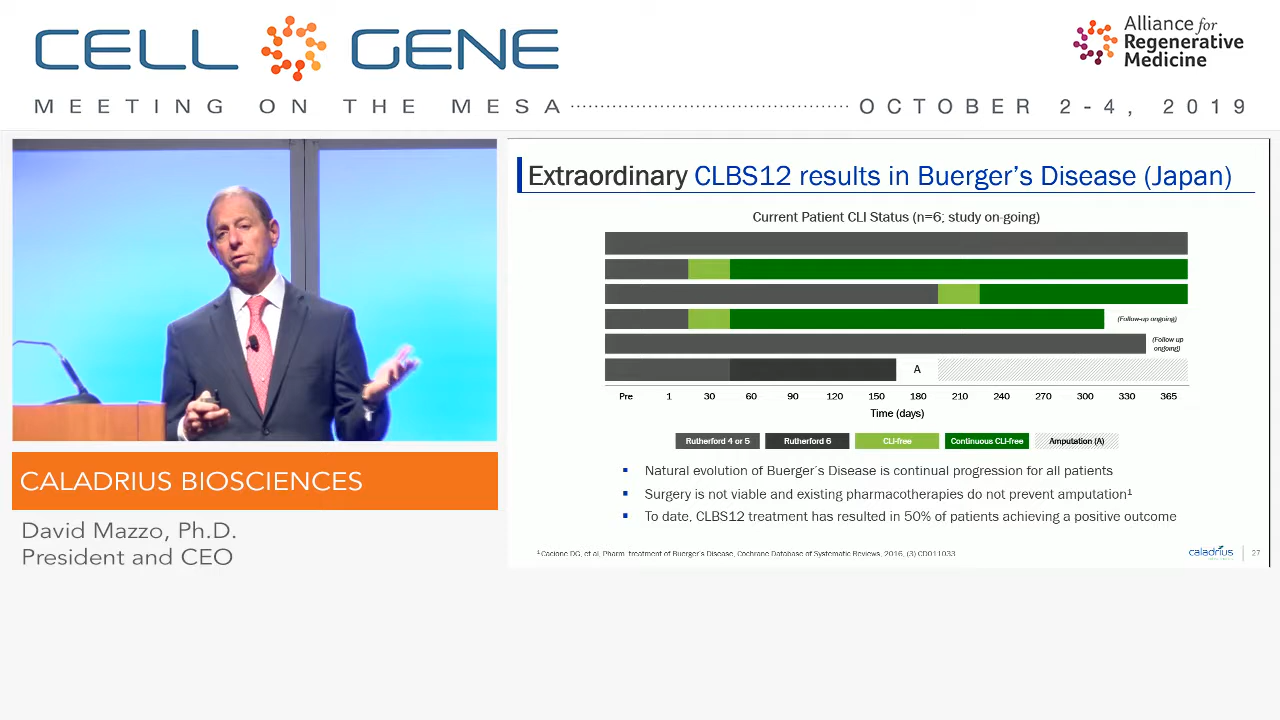 CELL GENE
Alliance for
Regenerative
Medicine
MEETING ON THE MESA
OCTOBER 2-4, 2019
Extraordinary CLBS12 results in Buerger's Disease (Japan)
Current Patient CLI Status (n=6; study on-going)
(Follow-up ongoing)
(Follow up
ongoing)
A
Pre 1 30 60 90 120 150 180 210 240 270 300 330 365
Time (days)
Rutherford 4 or 5 Rutherford 6 CLI-free Continuous CLI-free Amputation (A)
▪ Natural evolution of Buerger's Disease is continual progression for all patients
▪ Surgery is not viable and existing pharmacotherapies do not prevent amputation¹
▪ To date, CLBS12 treatment has resulted in 50% of patients achieving a positive outcome
¹ Cacione DG, et al, Pharm. treatment of Buerger's Disease, Cochrane Database of Systematic Reviews, 2016, (3) CD011033
caladrius
27
CALADRIUS BIOSCIENCES
David Mazzo, Ph.D.
President and CEO